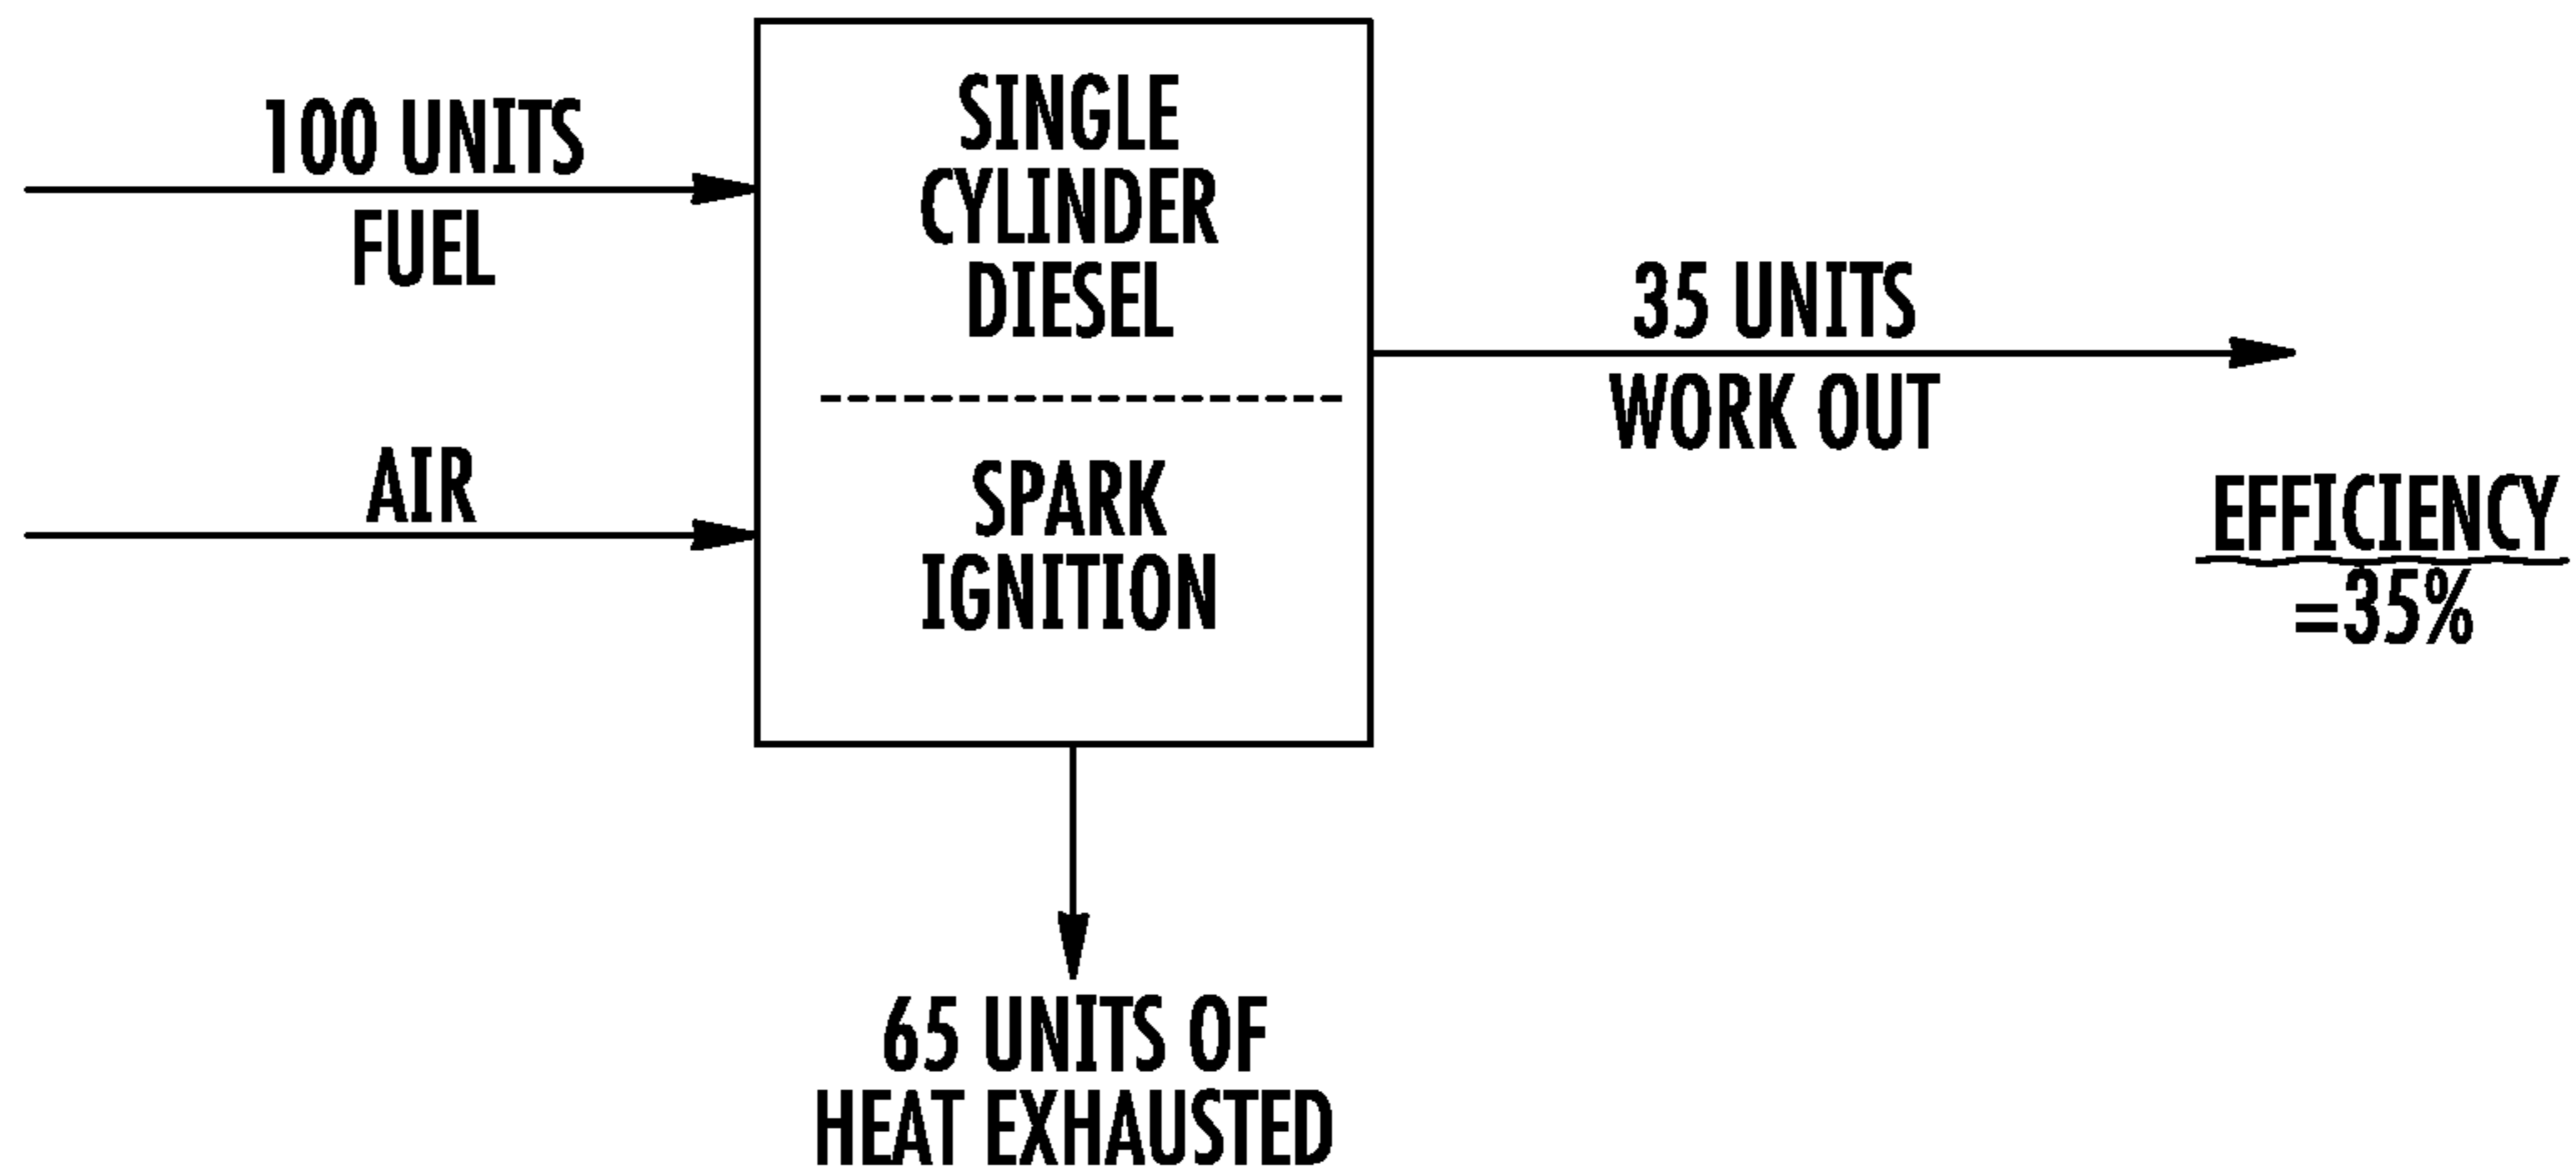 100 UNITS
FUEL
AIR
SINGLE
CYLINDER
DIESEL
SPARK
IGNITION
35 UNITS
WORK OUT
EFFICIENCY
=35%
65 UNITS OF
HEAT EXHAUSTED